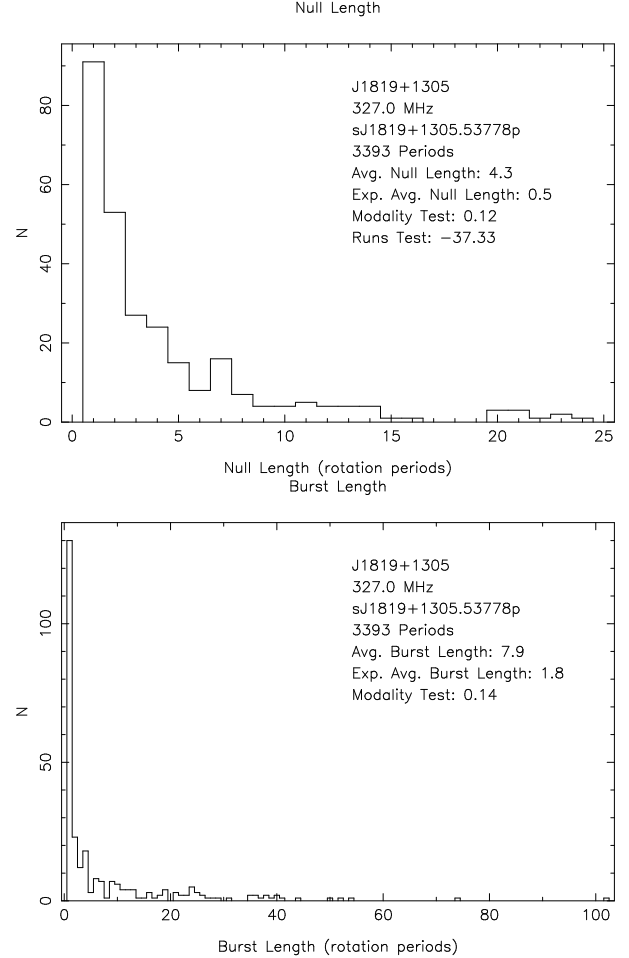 Null Length
J1819+1305
327.0 MHz
sJ1819+1305.53778p
3393 Periods
Avg. Null Length: 4.3
Exp. Avg. Null Length: 0.5
Modality Test: 0.12
Runs Test: −37.33
N
80
60
40
20
0
0 5 10 15 20 25
Null Length (rotation periods)
Burst Length
J1819+1305
327.0 MHz
sJ1819+1305.53778p
3393 Periods
Avg. Burst Length: 7.9
Exp. Avg. Burst Length: 1.8
Modality Test: 0.14
N
100
50
0
0 20 40 60 80 100
Burst Length (rotation periods)